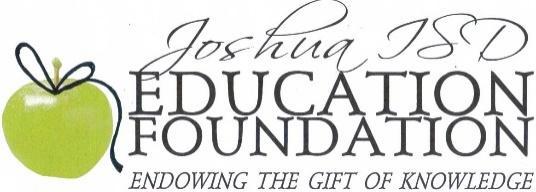 Joshua ISD
EDUCATION
FOUNDATION
ENDOWING THE GIFT OF KNOWLEDGE